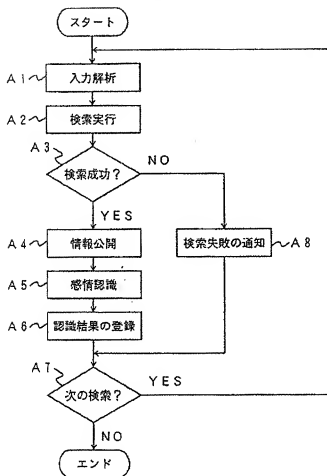 スタート
A1 入力解析
A2 検索実行
A3 検索成功?
NO
YES
A4 情報公開
検索失敗の通知 A8
A5 感情認識
A6 認識結果の登録
A7 次の検索?
YES
NO
エンド